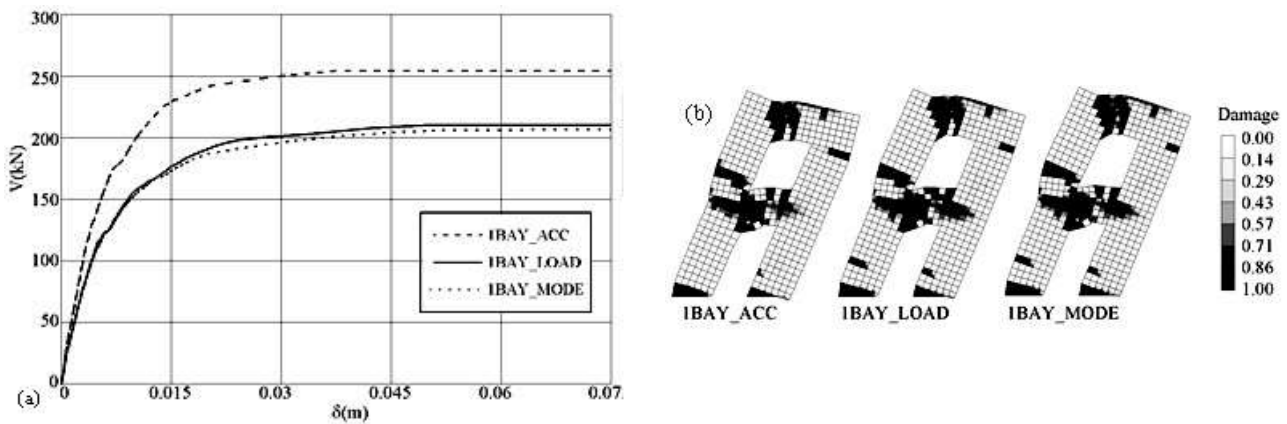 300
250
200
150
100
50
0
V(kN)
0 0.015 0.03 0.045 0.06 0.07
δ(m)
(a)
1BAY_ACC
1BAY_LOAD
1BAY_MODE
(b)
1BAY_ACC 1BAY_LOAD 1BAY_MODE
Damage
0.00
0.14
0.29
0.43
0.57
0.71
0.86
1.00